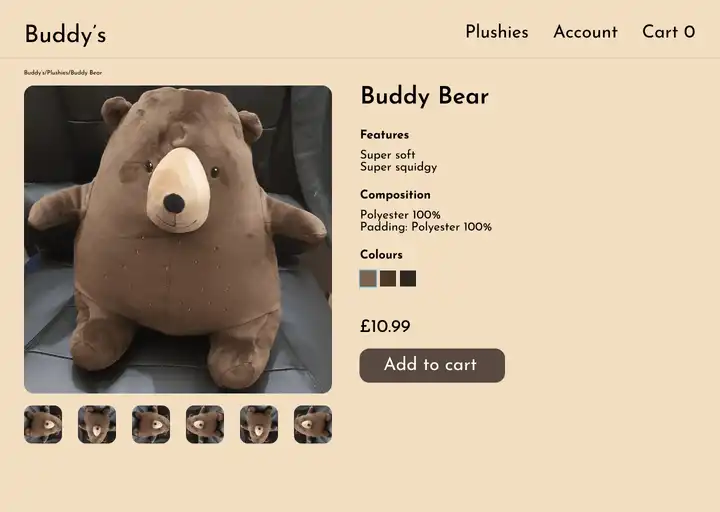 Buddy's
Plushies Account Cart 0
Buddy's/Plushies/Buddy Bear
Buddy Bear
Features
Super soft
Super squidgy
Composition
Polyester 100%
Padding: Polyester 100%
Colours
£10.99
Add to cart